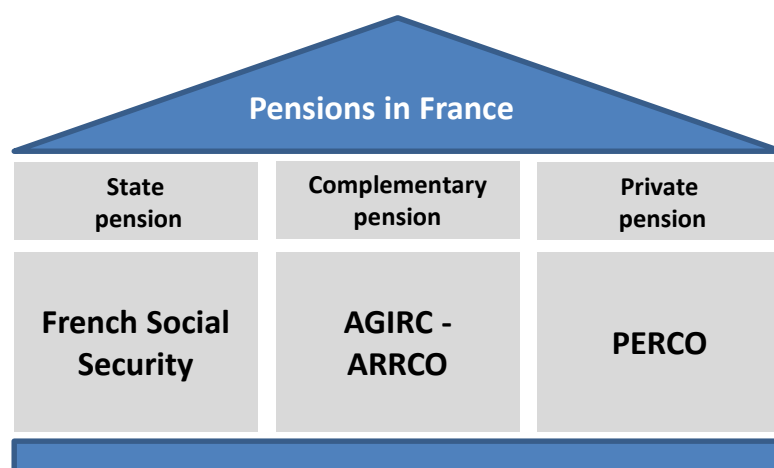 Pensions in France
State
pension
Complementary
pension
Private
pension
French Social
Security
AGIRC -
ARRCO
PERCO